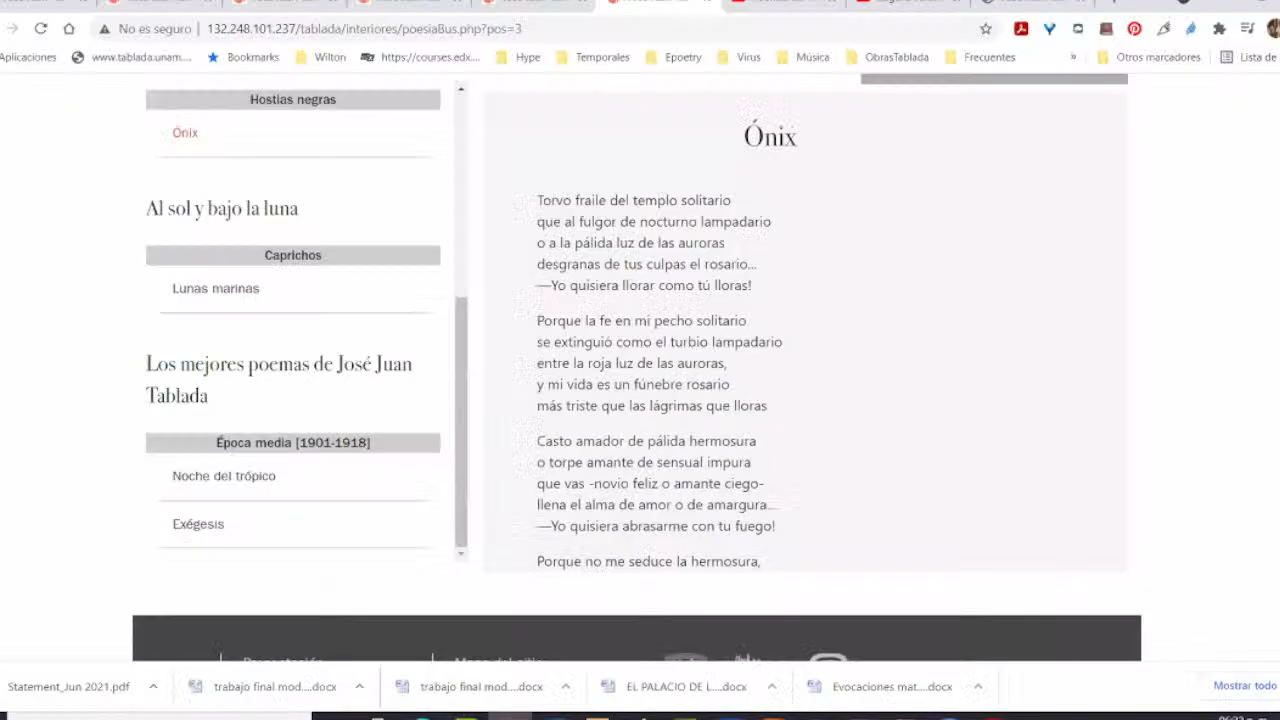 No es seguro | 132.248.101.237/tablada/interiores/poesiaBus.php?pos=3
Aplicaciones www.tablada.unam.... Bookmarks Wilton https://courses.edx.... Hype Temporales Epoetry Virus Música ObrasTablada Frecuentes » Otros marcadores Lista de
Hostias negras
Ónix
Al sol y bajo la luna
Caprichos
Lunas marinas
Los mejores poemas de José Juan
Tablada
Época media [1901-1918]
Noche del trópico
Exégesis
Ónix
Torvo fraile del templo solitario
que al fulgor de nocturno lampadario
o a la pálida luz de las auroras
desgranas de tus culpas el rosario...
—Yo quisiera llorar como tú lloras!
Porque la fe en mi pecho solitario
se extinguió como el turbio lampadario
entre la roja luz de las auroras,
y mi vida es un fúnebre rosario
más triste que las lágrimas que lloras
Casto amador de pálida hermosura
o torpe amante de sensual impura
que vas -novio feliz o amante ciego-
llena el alma de amor o de amargura...
—Yo quisiera abrasarme con tu fuego!
Porque no me seduce la hermosura,
Statement_Jun 2021.pdf trabajo final mod....docx trabajo final mod....docx EL PALACIO DE L....docx Evocaciones mat....docx Mostrar todo